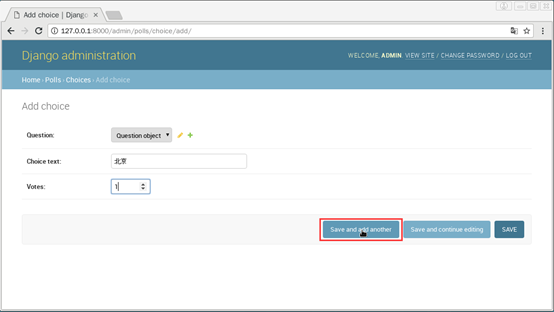 Add choice | Djang
127.0.0.1:8000/admin/polls/choice/add/
Django administration
WELCOME, ADMIN. VIEW SITE / CHANGE PASSWORD / LOG OUT
Home › Polls › Choices › Add choice
Add choice
Question: Question object
Choice text: 北京
Votes: 1
Save and add another Save and continue editing SAVE